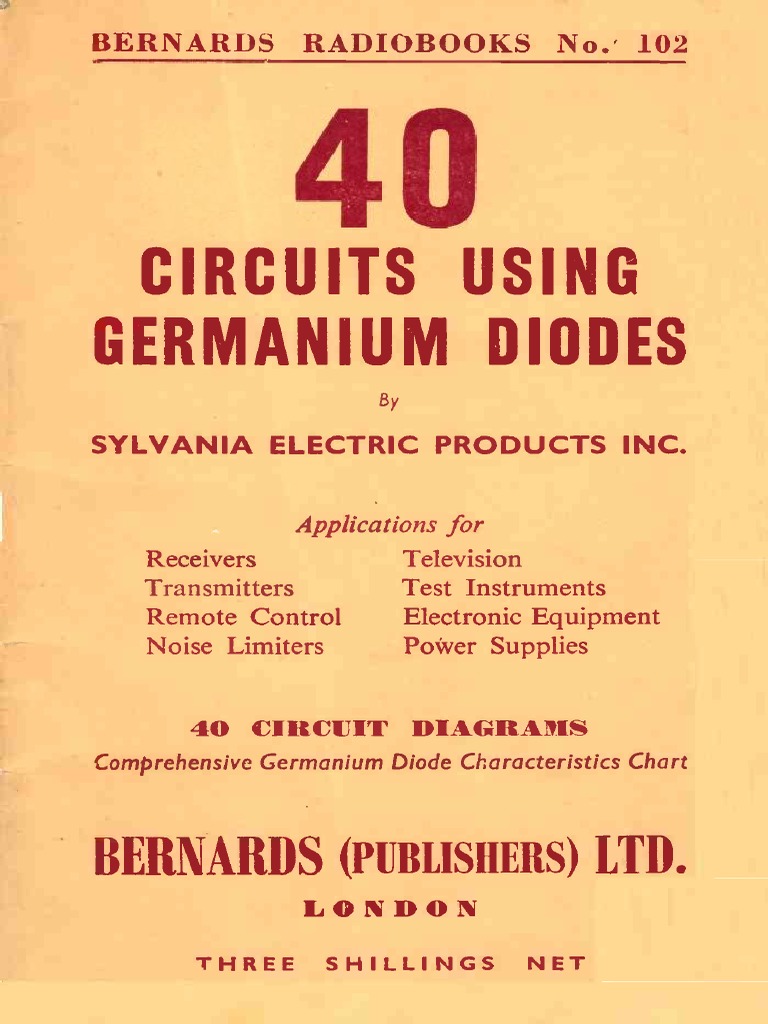 BERNARDS RADIOBOOKS No. 102
40
CIRCUITS USING
GERMANIUM DIODES
By
SYLVANIA ELECTRIC PRODUCTS INC.
Applications for
Receivers Television
Transmitters Test Instruments
Remote Control Electronic Equipment
Noise Limiters Power Supplies
40 CIRCUIT DIAGRAMS
Comprehensive Germanium Diode Characteristics Chart
BERNARDS (PUBLISHERS) LTD.
LONDON
THREE SHILLINGS NET